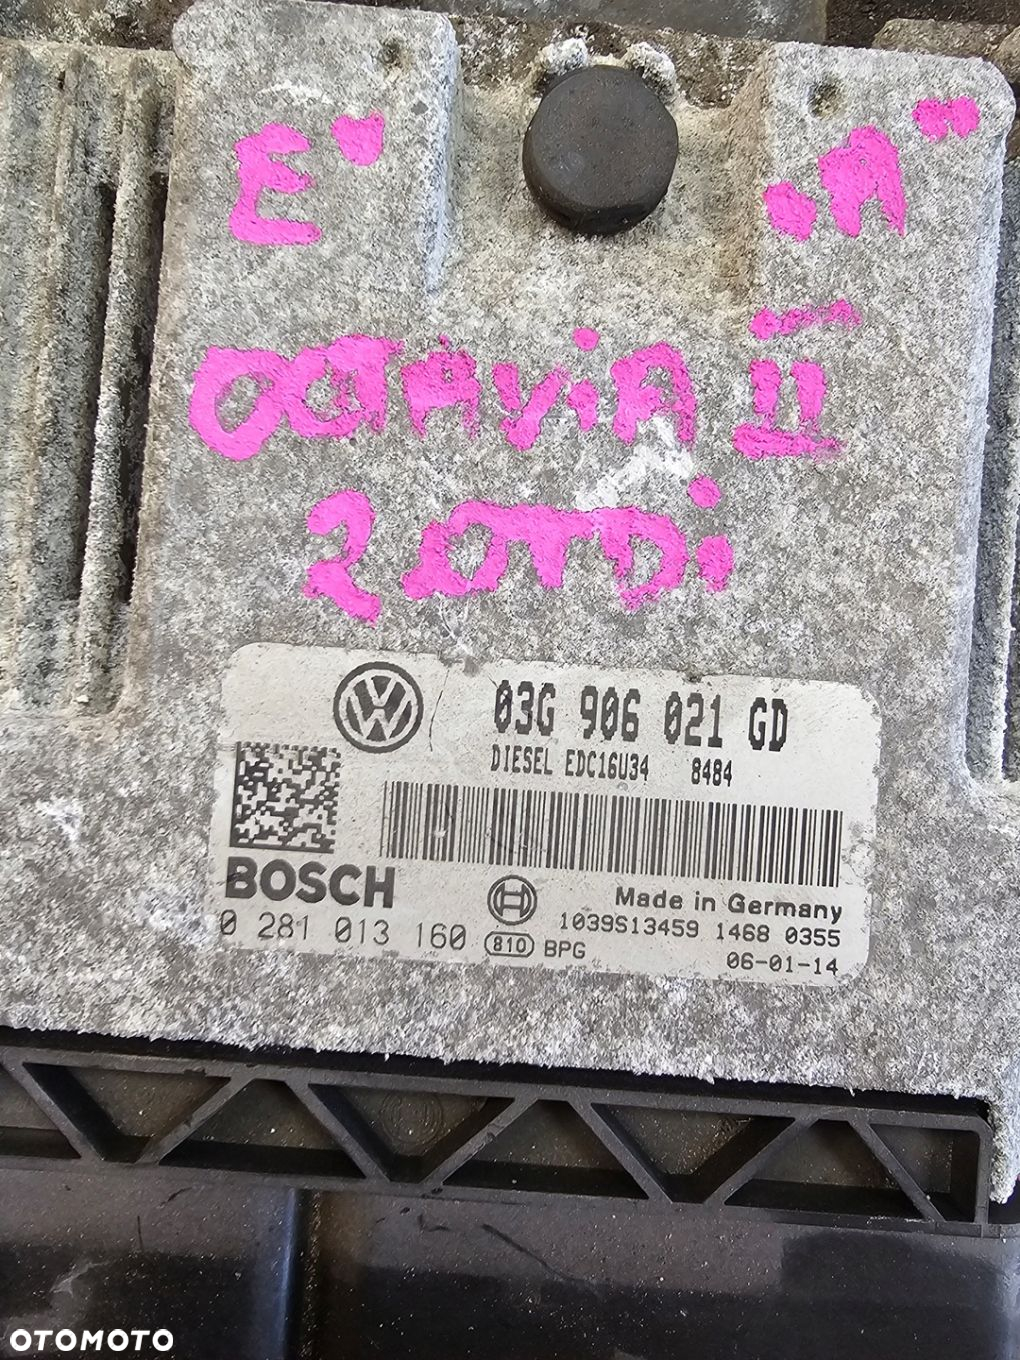 E' „A"
OCTAVIA II
2.0TDi
03G 906 021 GD
DIESEL EDC16U34 8484
BOSCH
Made in Germany
0 281 013 160 810 BPG
1039S13459 1468 0355
06-01-14
OTOMOTO